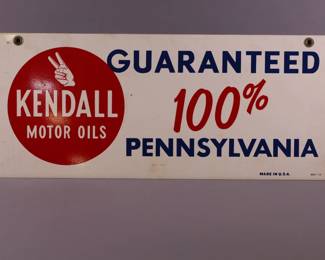 KENDALL
MOTOR OILS
GUARANTEED
100%
PENNSYLVANIA
MADE IN U.S.A.